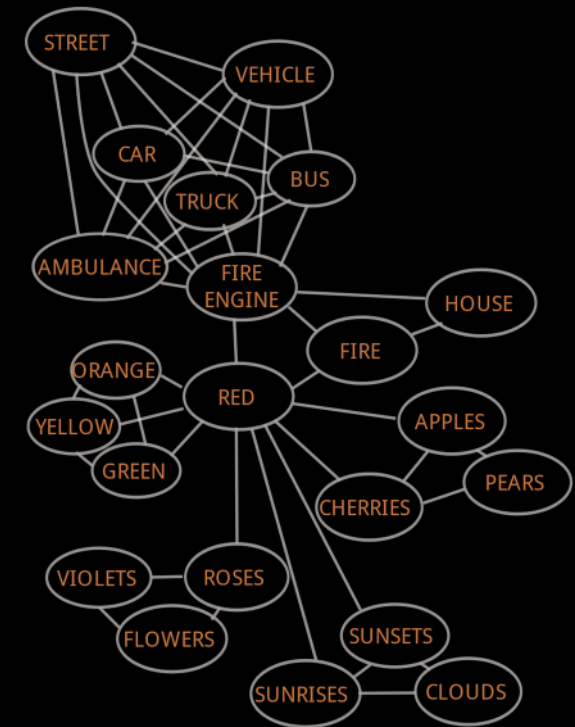 STREET
VEHICLE
CAR
BUS
TRUCK
AMBULANCE
FIRE
ENGINE
HOUSE
FIRE
ORANGE
RED
YELLOW
APPLES
GREEN
PEARS
CHERRIES
VIOLETS
ROSES
FLOWERS
SUNSETS
SUNRISES
CLOUDS